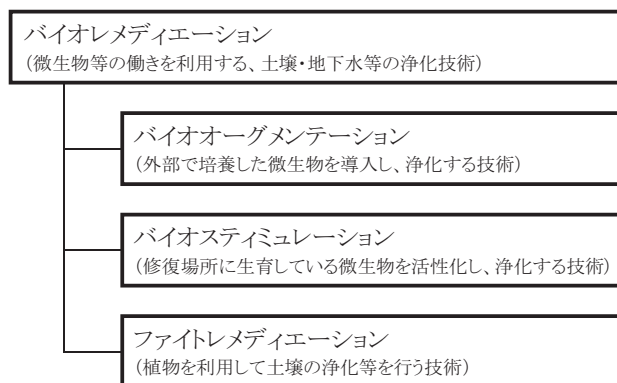 バイオレメディエーション
(微生物等の働きを利用する、土壌・地下水等の浄化技術)
バイオオーグメンテーション
(外部で培養した微生物を導入し、浄化する技術)
バイオスティミュレーション
(修復場所に生育している微生物を活性化し、浄化する技術)
ファイトレメディエーション
(植物を利用して土壌の浄化等を行う技術)